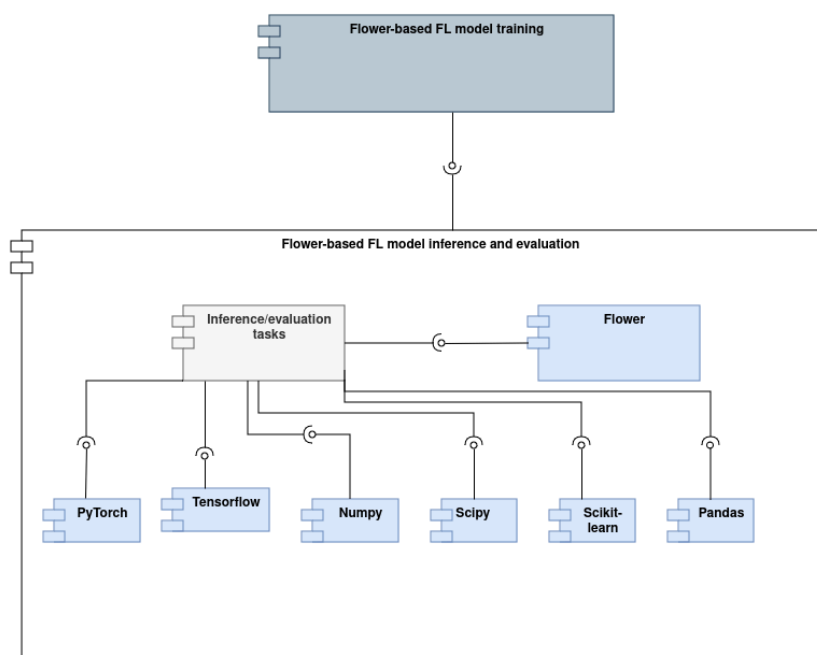 Flower-based FL model training
Flower-based FL model inference and evaluation
Inference/evaluation
tasks
Flower
PyTorch
Tensorflow
Numpy
Scipy
Scikit-
learn
Pandas